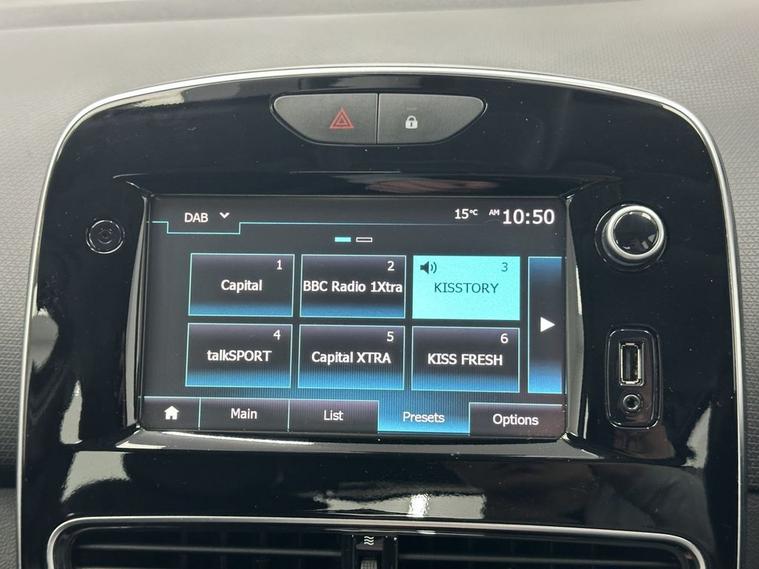 DAB
15°C AM 10:50
1
Capital
2
BBC Radio 1Xtra
3
KISSTORY
4
talkSPORT
5
Capital XTRA
6
KISS FRESH
Main List Presets Options